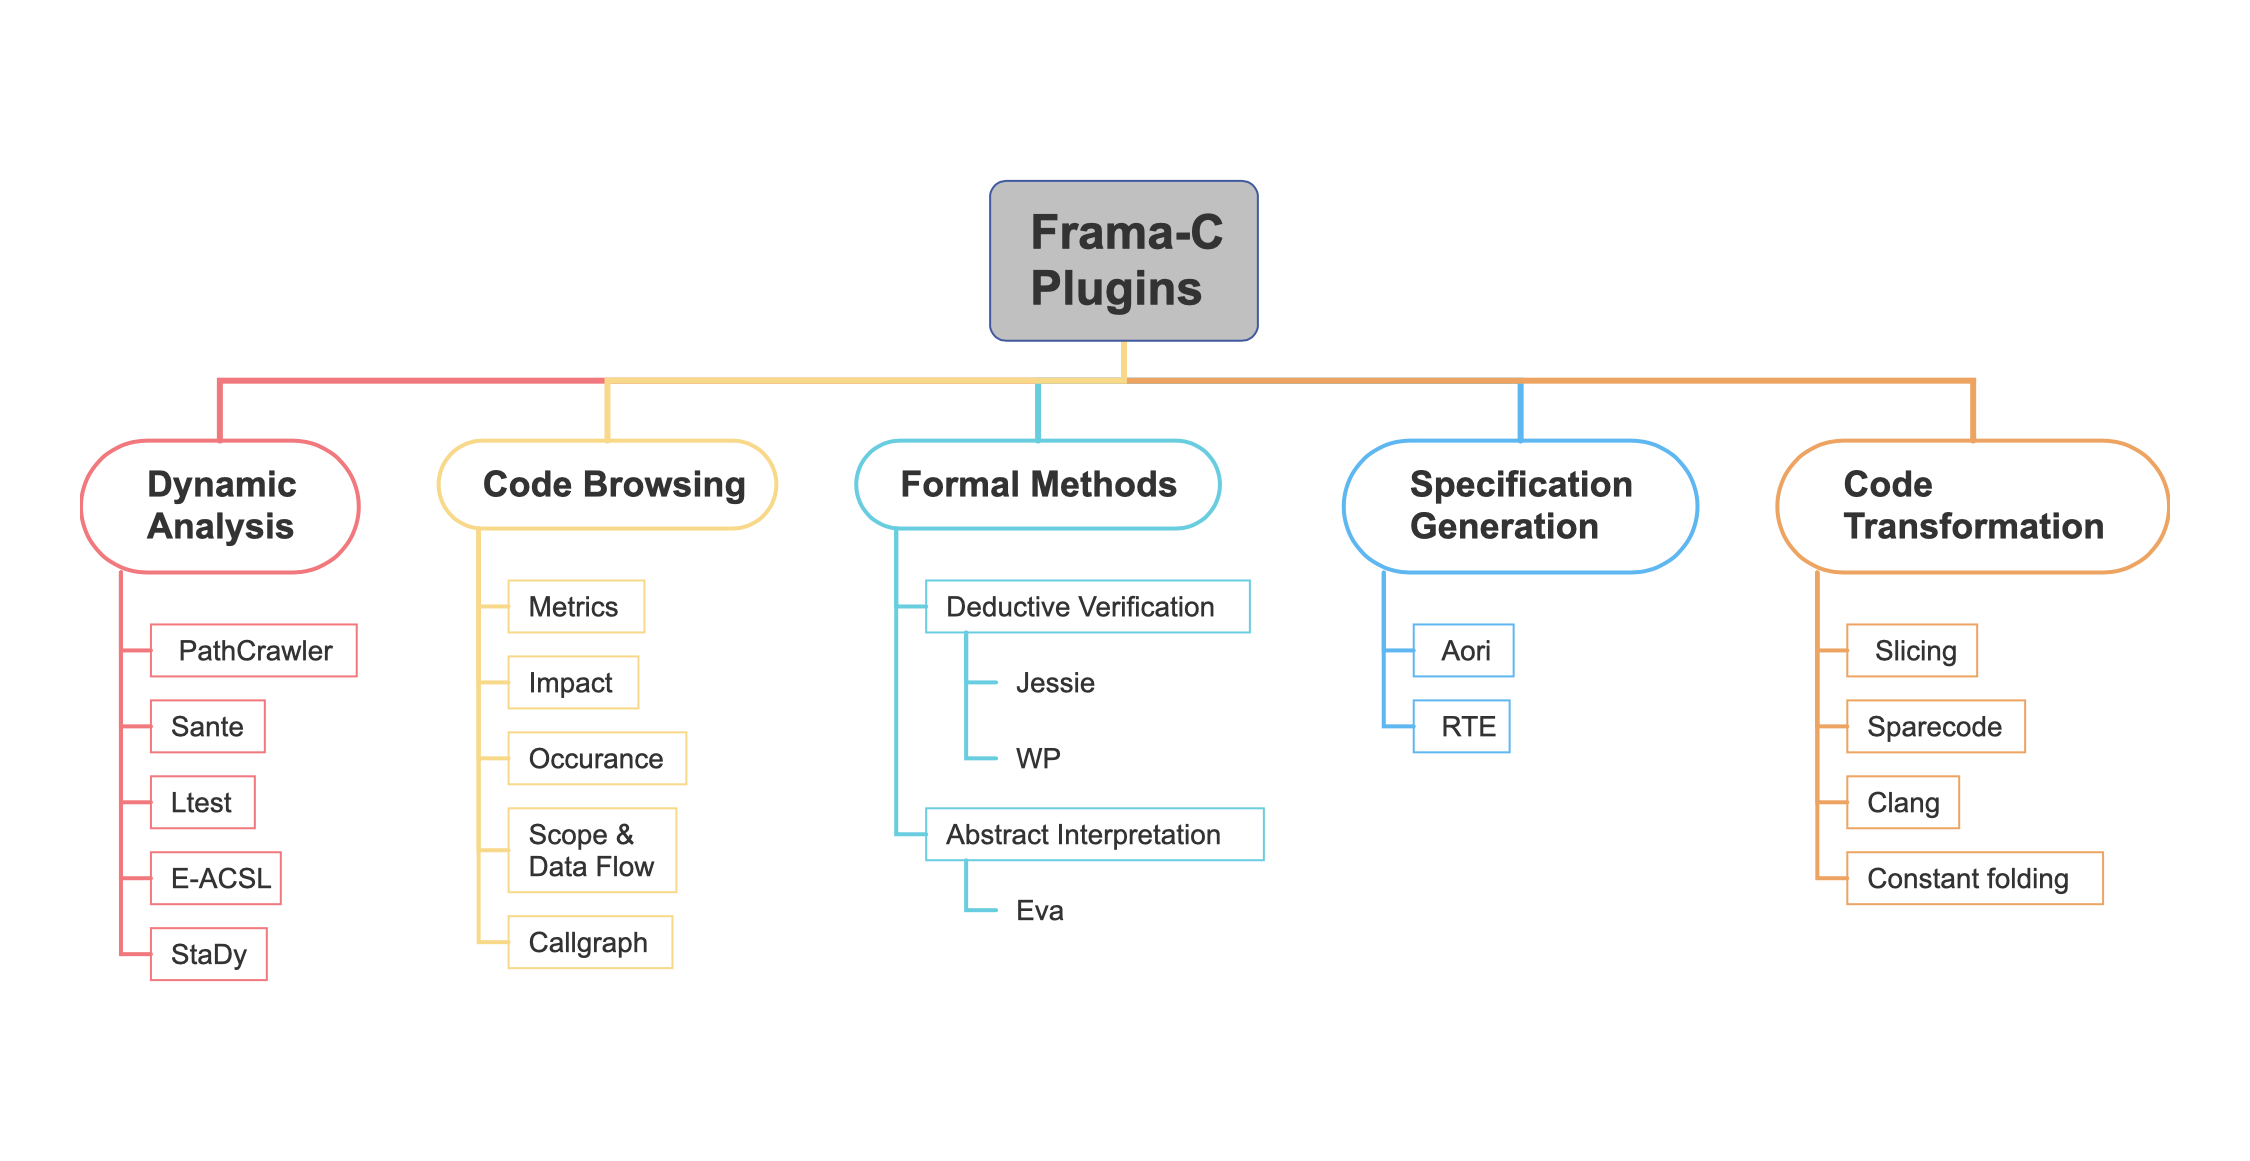 Frama-C
Plugins
Dynamic
Analysis
PathCrawler
Sante
Ltest
E-ACSL
StaDy
Code Browsing
Metrics
Impact
Occurance
Scope &
Data Flow
Callgraph
Formal Methods
Deductive Verification
Jessie
WP
Abstract Interpretation
Eva
Specification
Generation
Aori
RTE
Code
Transformation
Slicing
Sparecode
Clang
Constant folding